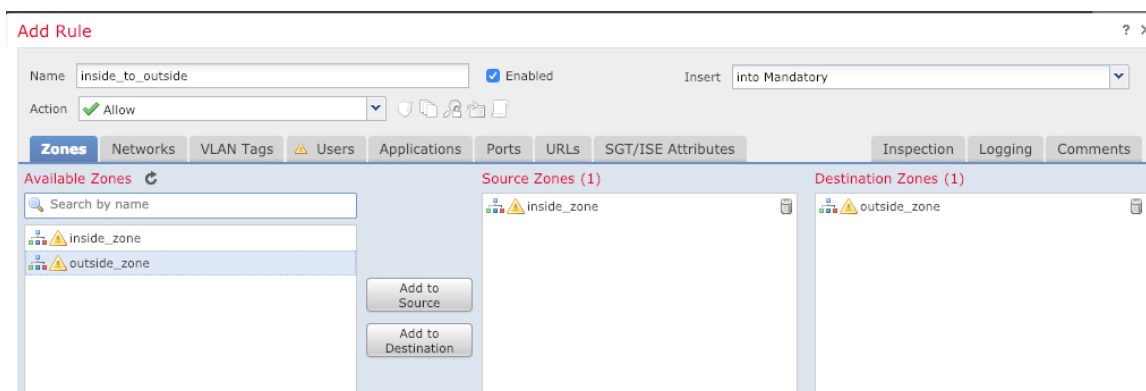 Add Rule
?
Name inside_to_outside Enabled Insert into Mandatory
Action Allow
Zones Networks VLAN Tags Users Applications Ports URLs SGT/ISE Attributes Inspection Logging Comments
Available Zones Source Zones (1) Destination Zones (1)
Search by name inside_zone outside_zone
inside_zone
outside_zone
Add to
Source
Add to
Destination